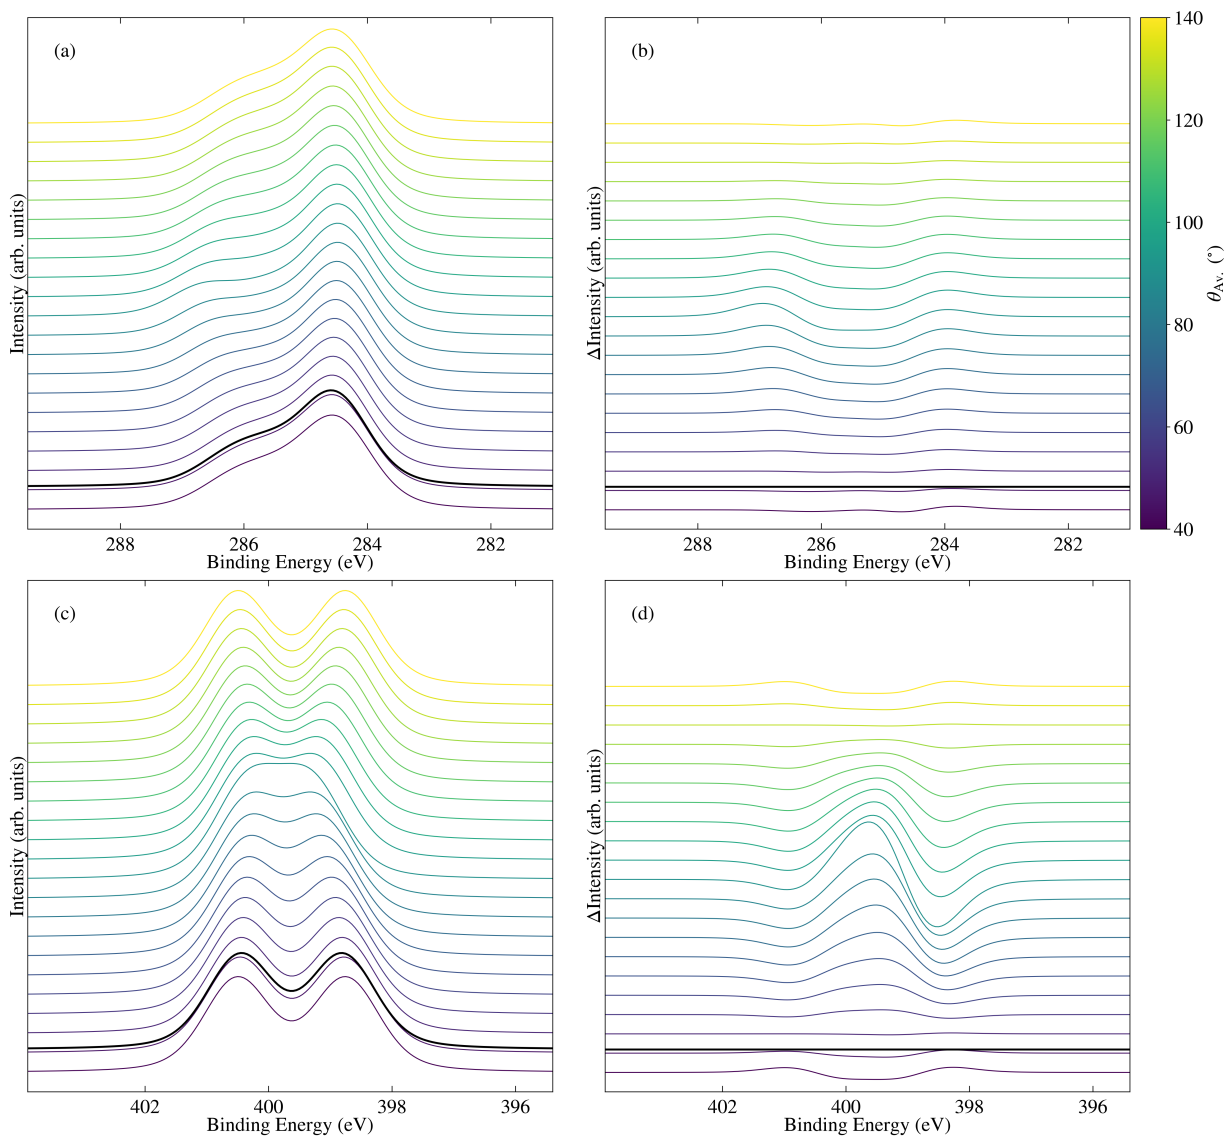 (a)
Intensity (arb. units)
288 286 284 282
Binding Energy (eV)
(b)
ΔIntensity (arb. units)
288 286 284 282
Binding Energy (eV)
140
120
100
80
60
40
θAv. (°)
(c)
Intensity (arb. units)
402 400 398 396
Binding Energy (eV)
(d)
ΔIntensity (arb. units)
402 400 398 396
Binding Energy (eV)